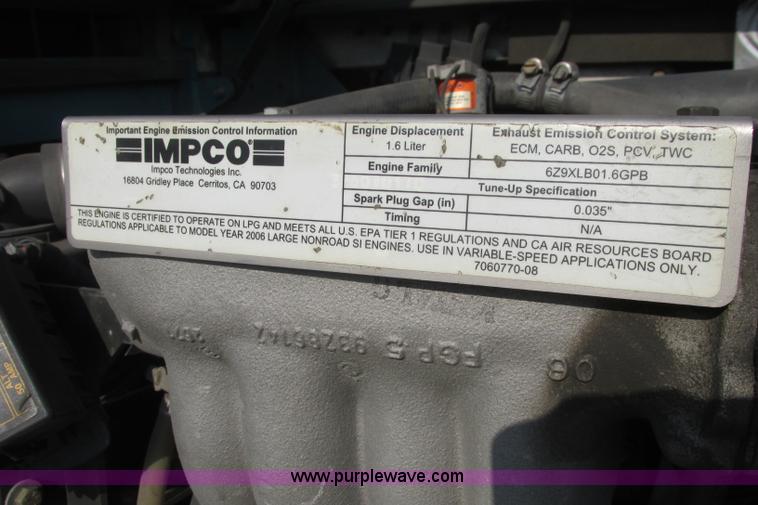 Important Engine Emission Control Information
IMPCO®
Impco Technologies Inc.
16804 Gridley Place Cerritos, CA 90703
Engine Displacement
1.6 Liter
Exhaust Emission Control System:
ECM, CARB, O2S, PCV, TWC
Engine Family
6Z9XLB01.6GPB
Tune-Up Specification
Spark Plug Gap (in)
0.035"
Timing
N/A
THIS ENGINE IS CERTIFIED TO OPERATE ON LPG AND MEETS ALL U.S. EPA TIER 1 REGULATIONS AND CA AIR RESOURCES BOARD
REGULATIONS APPLICABLE TO MODEL YEAR 2006 LARGE NONROAD SI ENGINES. USE IN VARIABLE-SPEED APPLICATIONS ONLY.
7060770-08
ALT
50 AMP
www.purplewave.com